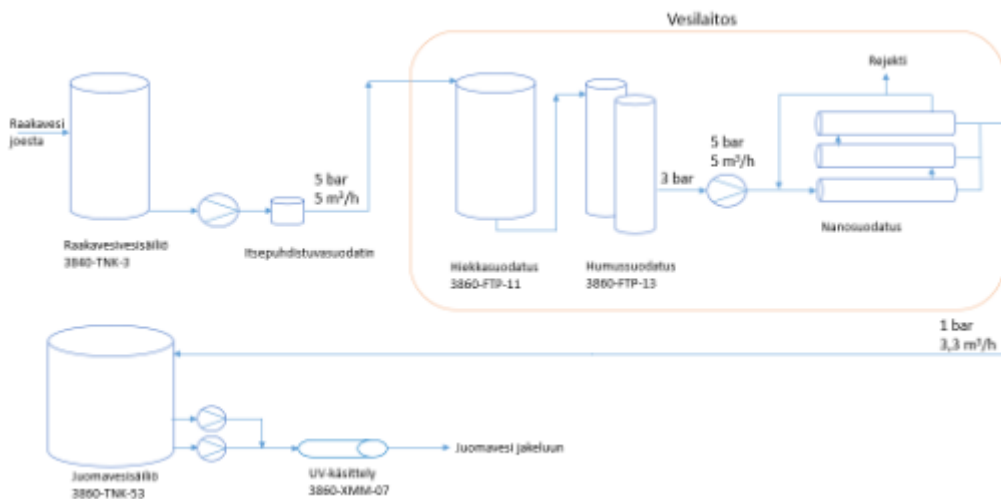 Vesilaitos
Rejekti
Raakavesi
joesta
5 bar
5 m³/h
5 bar
5 m³/h
3 bar
Nanosuodatus
Itsepuhdistuvasuodatin
Raakavesivesisäiliö
3840-TNK-3
Hiekkasuodatus
3860-FTP-11
Humussuodatus
3860-FTP-13
1 bar
3,3 m³/h
Juomavesi jakeluun
Juomavesisäiliö
3860-TNK-53
UV-käsittely
3860-XMM-07